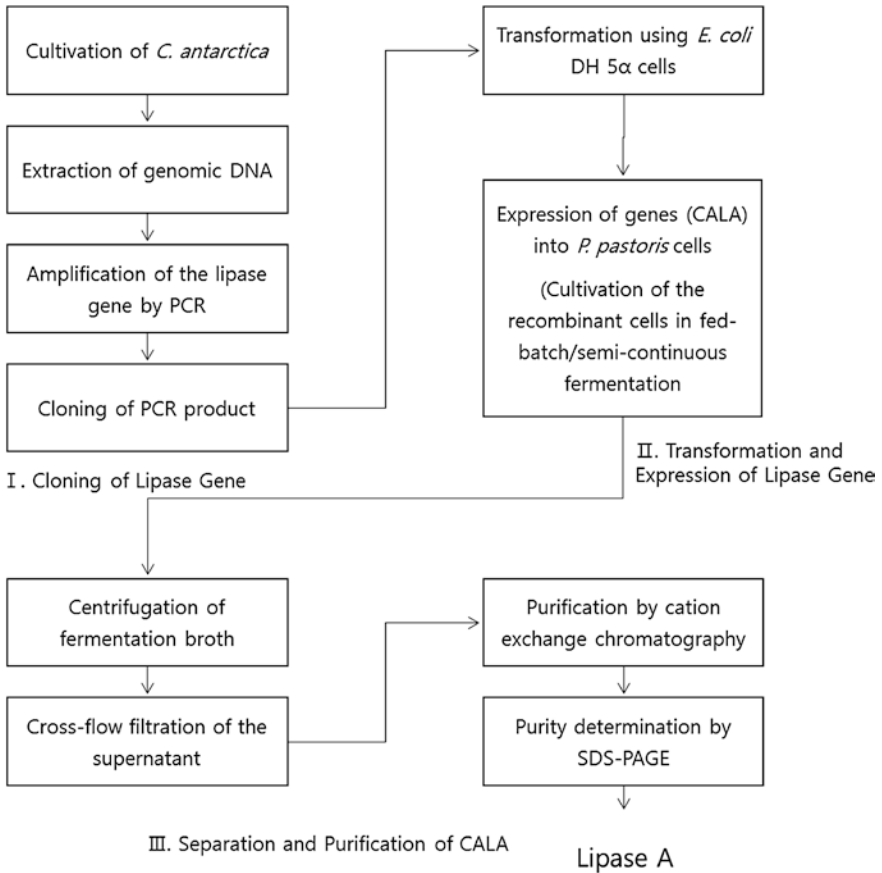 Cultivation of C. antarctica
Extraction of genomic DNA
Amplification of the lipase
gene by PCR
Cloning of PCR product
Ⅰ. Cloning of Lipase Gene
Transformation using E. coli
DH 5α cells
Expression of genes (CALA)
into P. pastoris cells
(Cultivation of the
recombinant cells in fed-
batch/semi-continuous
fermentation
Ⅱ. Transformation and
Expression of Lipase Gene
Centrifugation of
fermentation broth
Cross-flow filtration of the
supernatant
Purification by cation
exchange chromatography
Purity determination by
SDS-PAGE
Ⅲ. Separation and Purification of CALA
Lipase A